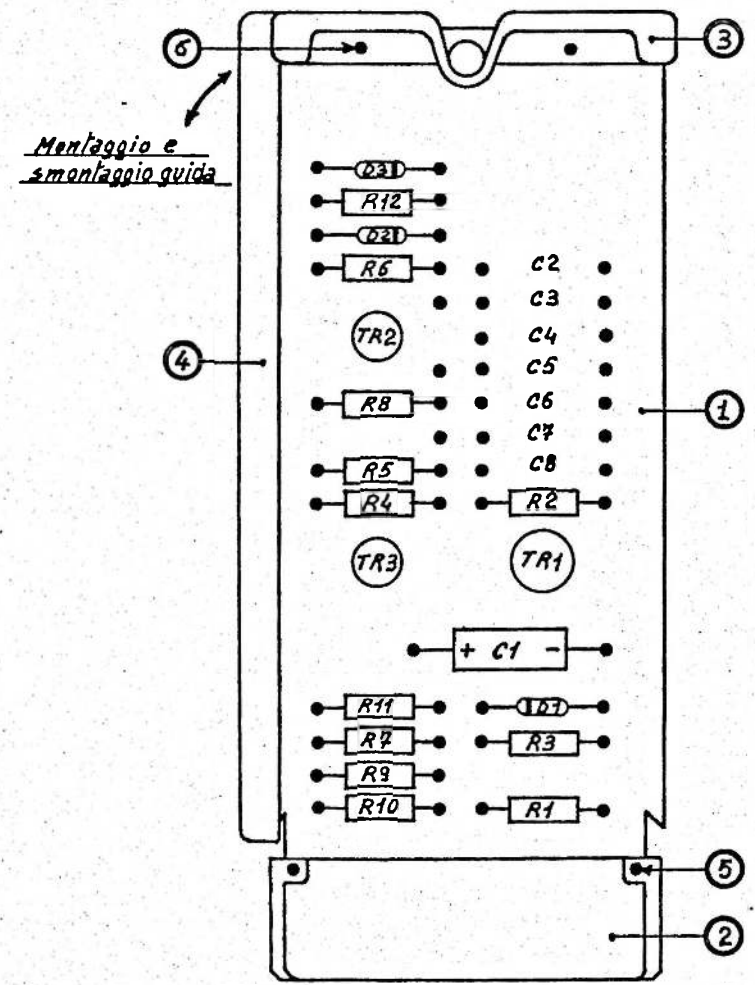 6
3
Montaggio e
smontaggio guida
D3
R12
D2
R6
C2
C3
TR2
C4
4
C5
R8
C6
1
C7
R5
C8
R4
R2
TR3
TR1
+ C1 -
R11
D1
R7
R3
R9
R10
R1
5
2